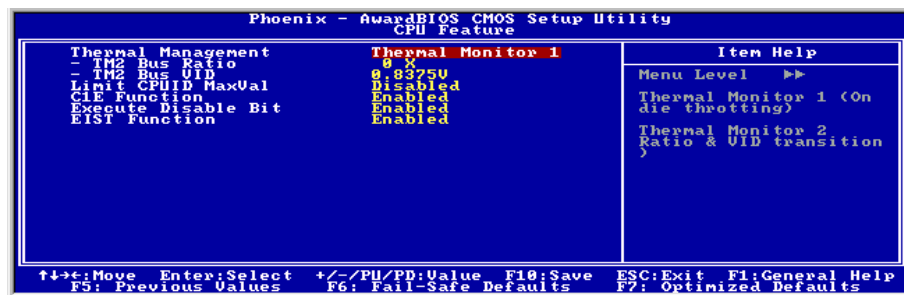 Phoenix - AwardBIOS CMOS Setup Utility
CPU Feature
Thermal Management Thermal Monitor 1
- TM2 Bus Ratio 0 X
- TM2 Bus VID 0.8375V
Limit CPUID MaxVal Disabled
C1E Function Enabled
Execute Disable Bit Enabled
EIST Function Enabled
Item Help
Menu Level ▶▶
Thermal Monitor 1 (On
die throtting)
Thermal Monitor 2
Ratio & VID transition
)
↑↓→←:Move Enter:Select +/-/PU/PD:Value F10:Save ESC:Exit F1:General Help
F5: Previous Values F6: Fail-Safe Defaults F7: Optimized Defaults